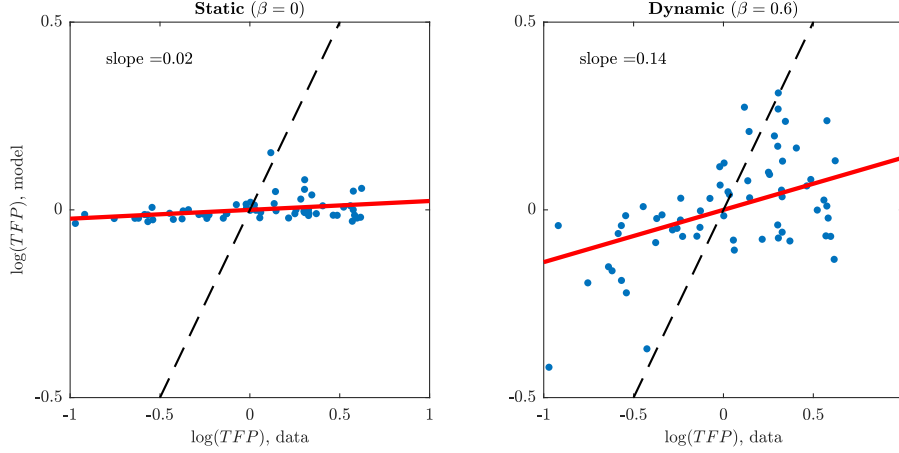 Static (β = 0)
0.5
0
-0.5
-1
-0.5
0
0.5
1
slope =0.02
log(TFP), model
log(TFP), data
Dynamic (β = 0.6)
0.5
0
-0.5
-1
-0.5
0
0.5
slope =0.14
log(TFP), data